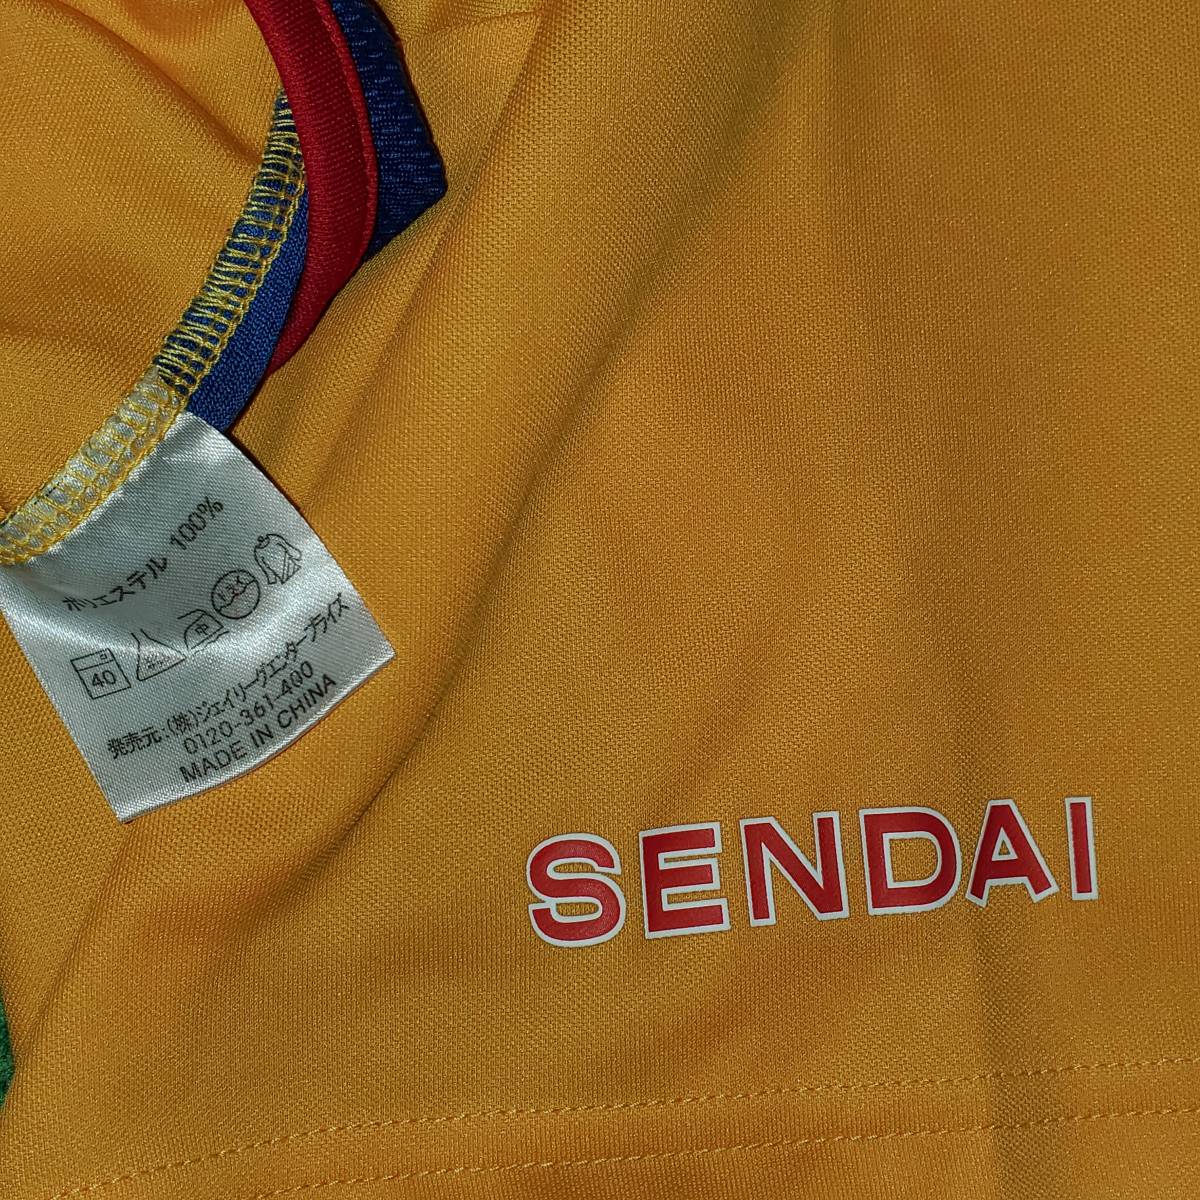 ポリエステル 100%
40 中
発売元:(株)ジェイリーグエンタープライズ
0120-361-400
MADE IN CHINA
SENDAI